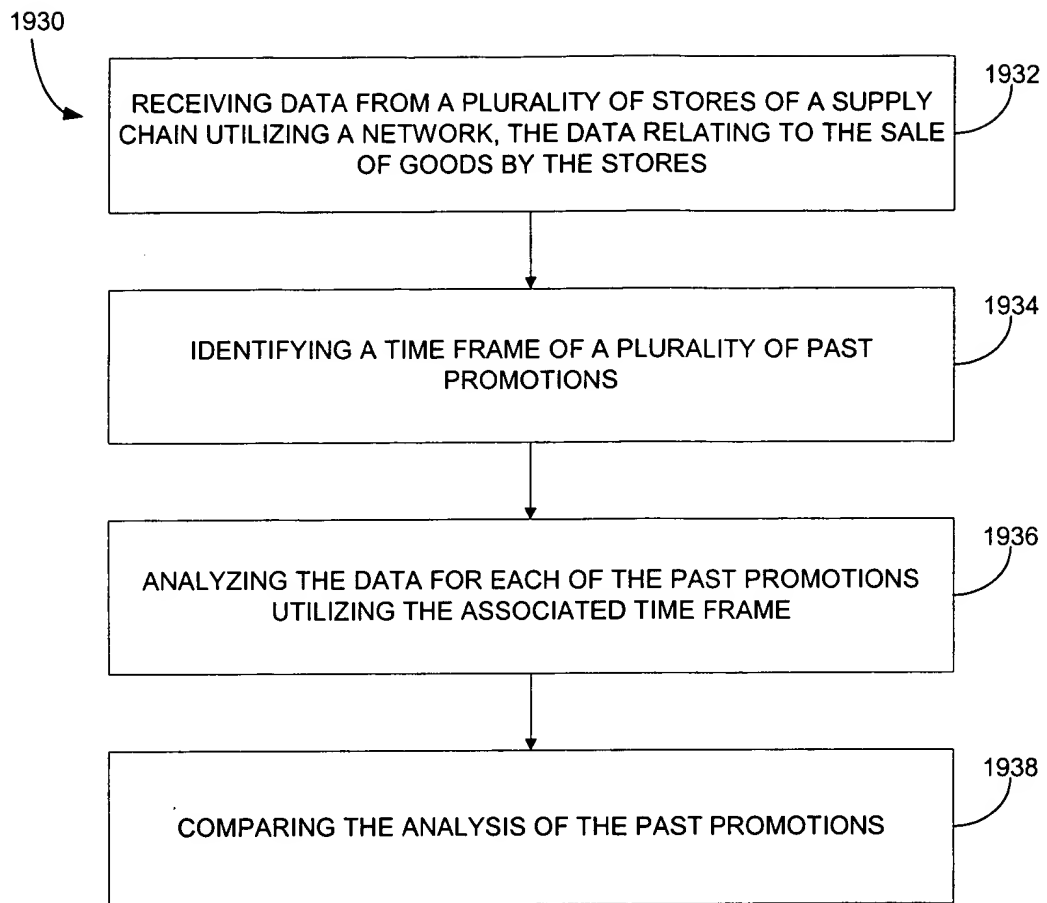 1930
1932
RECEIVING DATA FROM A PLURALITY OF STORES OF A SUPPLY
CHAIN UTILIZING A NETWORK, THE DATA RELATING TO THE SALE
OF GOODS BY THE STORES
1934
IDENTIFYING A TIME FRAME OF A PLURALITY OF PAST
PROMOTIONS
1936
ANALYZING THE DATA FOR EACH OF THE PAST PROMOTIONS
UTILIZING THE ASSOCIATED TIME FRAME
1938
COMPARING THE ANALYSIS OF THE PAST PROMOTIONS